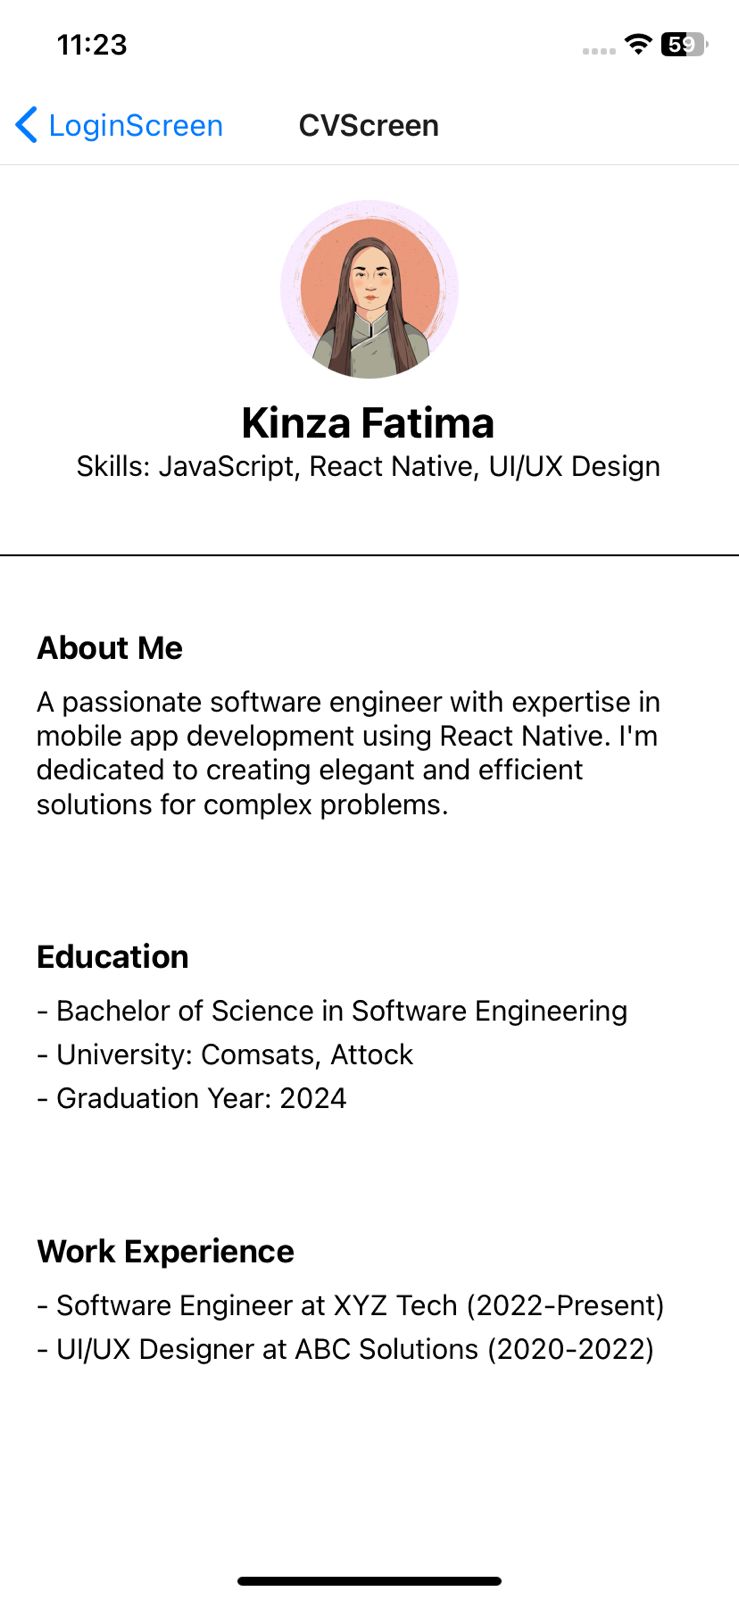 11:23
59
LoginScreen
CVScreen
Kinza Fatima
Skills: JavaScript, React Native, UI/UX Design
About Me
A passionate software engineer with expertise in
mobile app development using React Native. I'm
dedicated to creating elegant and efficient
solutions for complex problems.
Education
- Bachelor of Science in Software Engineering
- University: Comsats, Attock
- Graduation Year: 2024
Work Experience
- Software Engineer at XYZ Tech (2022-Present)
- UI/UX Designer at ABC Solutions (2020-2022)